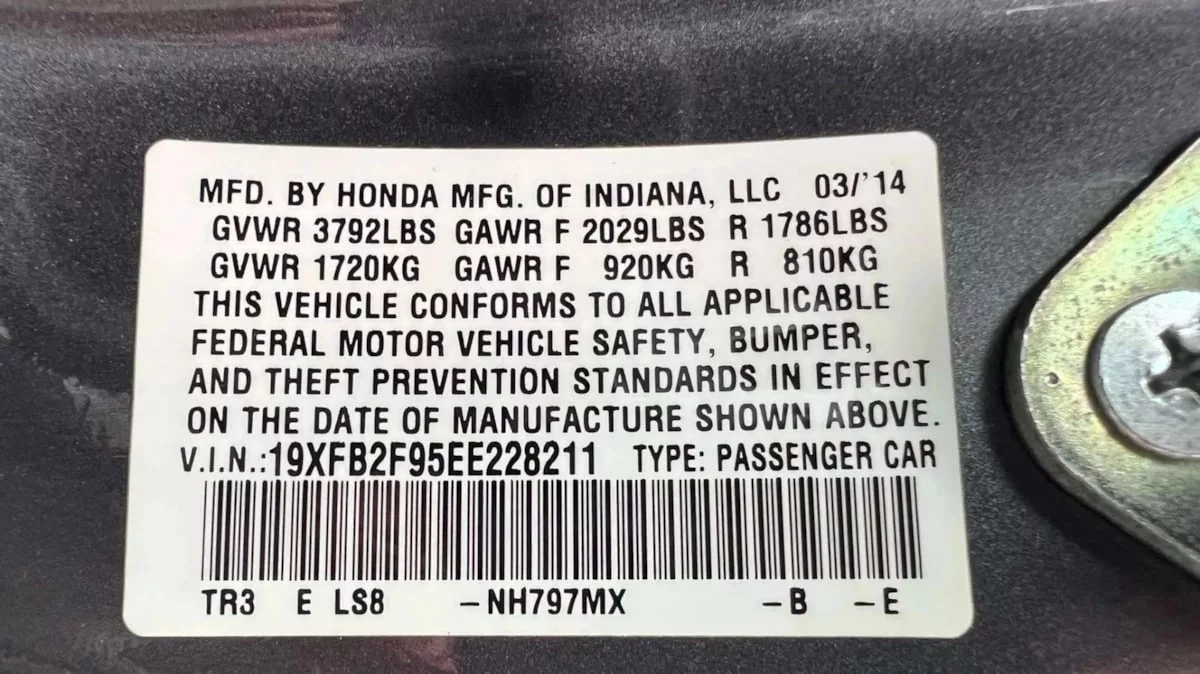 MFD. BY HONDA MFG. OF INDIANA, LLC 03/'14
GVWR 3792LBS GAWR F 2029LBS R 1786LBS
GVWR 1720KG GAWR F 920KG R 810KG
THIS VEHICLE CONFORMS TO ALL APPLICABLE
FEDERAL MOTOR VEHICLE SAFETY, BUMPER,
AND THEFT PREVENTION STANDARDS IN EFFECT
ON THE DATE OF MANUFACTURE SHOWN ABOVE.
V.I.N.:19XFB2F95EE228211 TYPE: PASSENGER CAR
TR3 E LS8 -NH797MX -B -E